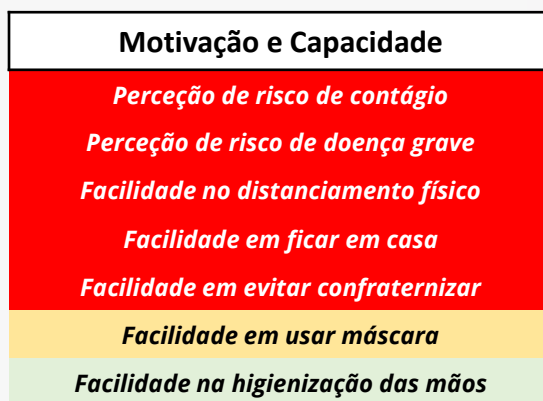 Motivação e Capacidade
Perceção de risco de contágio
Perceção de risco de doença grave
Facilidade no distanciamento físico
Facilidade em ficar em casa
Facilidade em evitar confraternizar
Facilidade em usar máscara
Facilidade na higienização das mãos